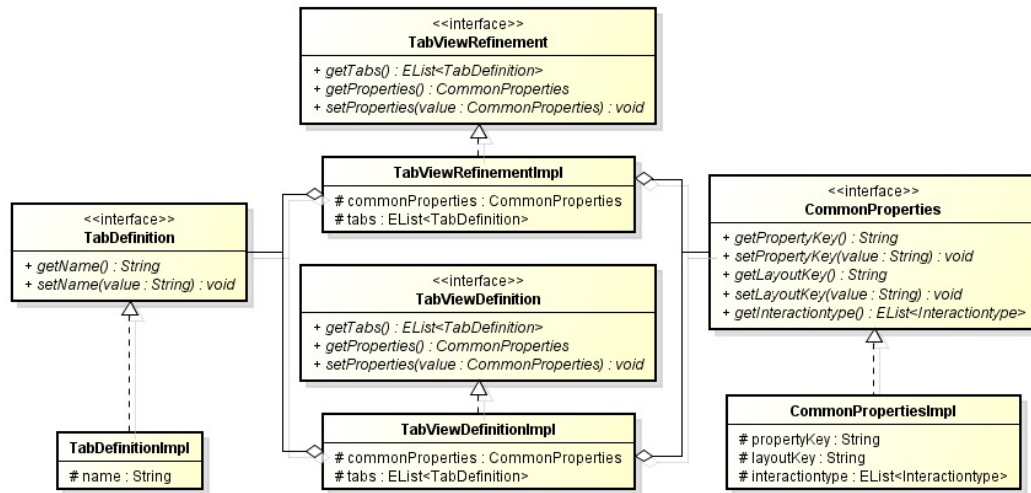 <<interface>>
TabViewRefinement
+ getTabs() : EList<TabDefinition>
+ getProperties() : CommonProperties
+ setProperties(value : CommonProperties) : void
TabViewRefinementImpl
# commonProperties : CommonProperties
# tabs : EList<TabDefinition>
<<interface>>
TabDefinition
+ getName() : String
+ setName(value : String) : void
<<interface>>
CommonProperties
+ getPropertyKey() : String
+ setPropertyKey(value : String) : void
+ getLayoutKey() : String
+ setLayoutKey(value : String) : void
+ getInteractiontype() : EList<Interactiontype>
<<interface>>
TabViewDefinition
+ getTabs() : EList<TabDefinition>
+ getProperties() : CommonProperties
+ setProperties(value : CommonProperties) : void
TabDefinitionImpl
# name : String
TabViewDefinitionImpl
# commonProperties : CommonProperties
# tabs : EList<TabDefinition>
CommonPropertiesImpl
# propertyKey : String
# layoutKey : String
# interactiontype : EList<Interactiontype>